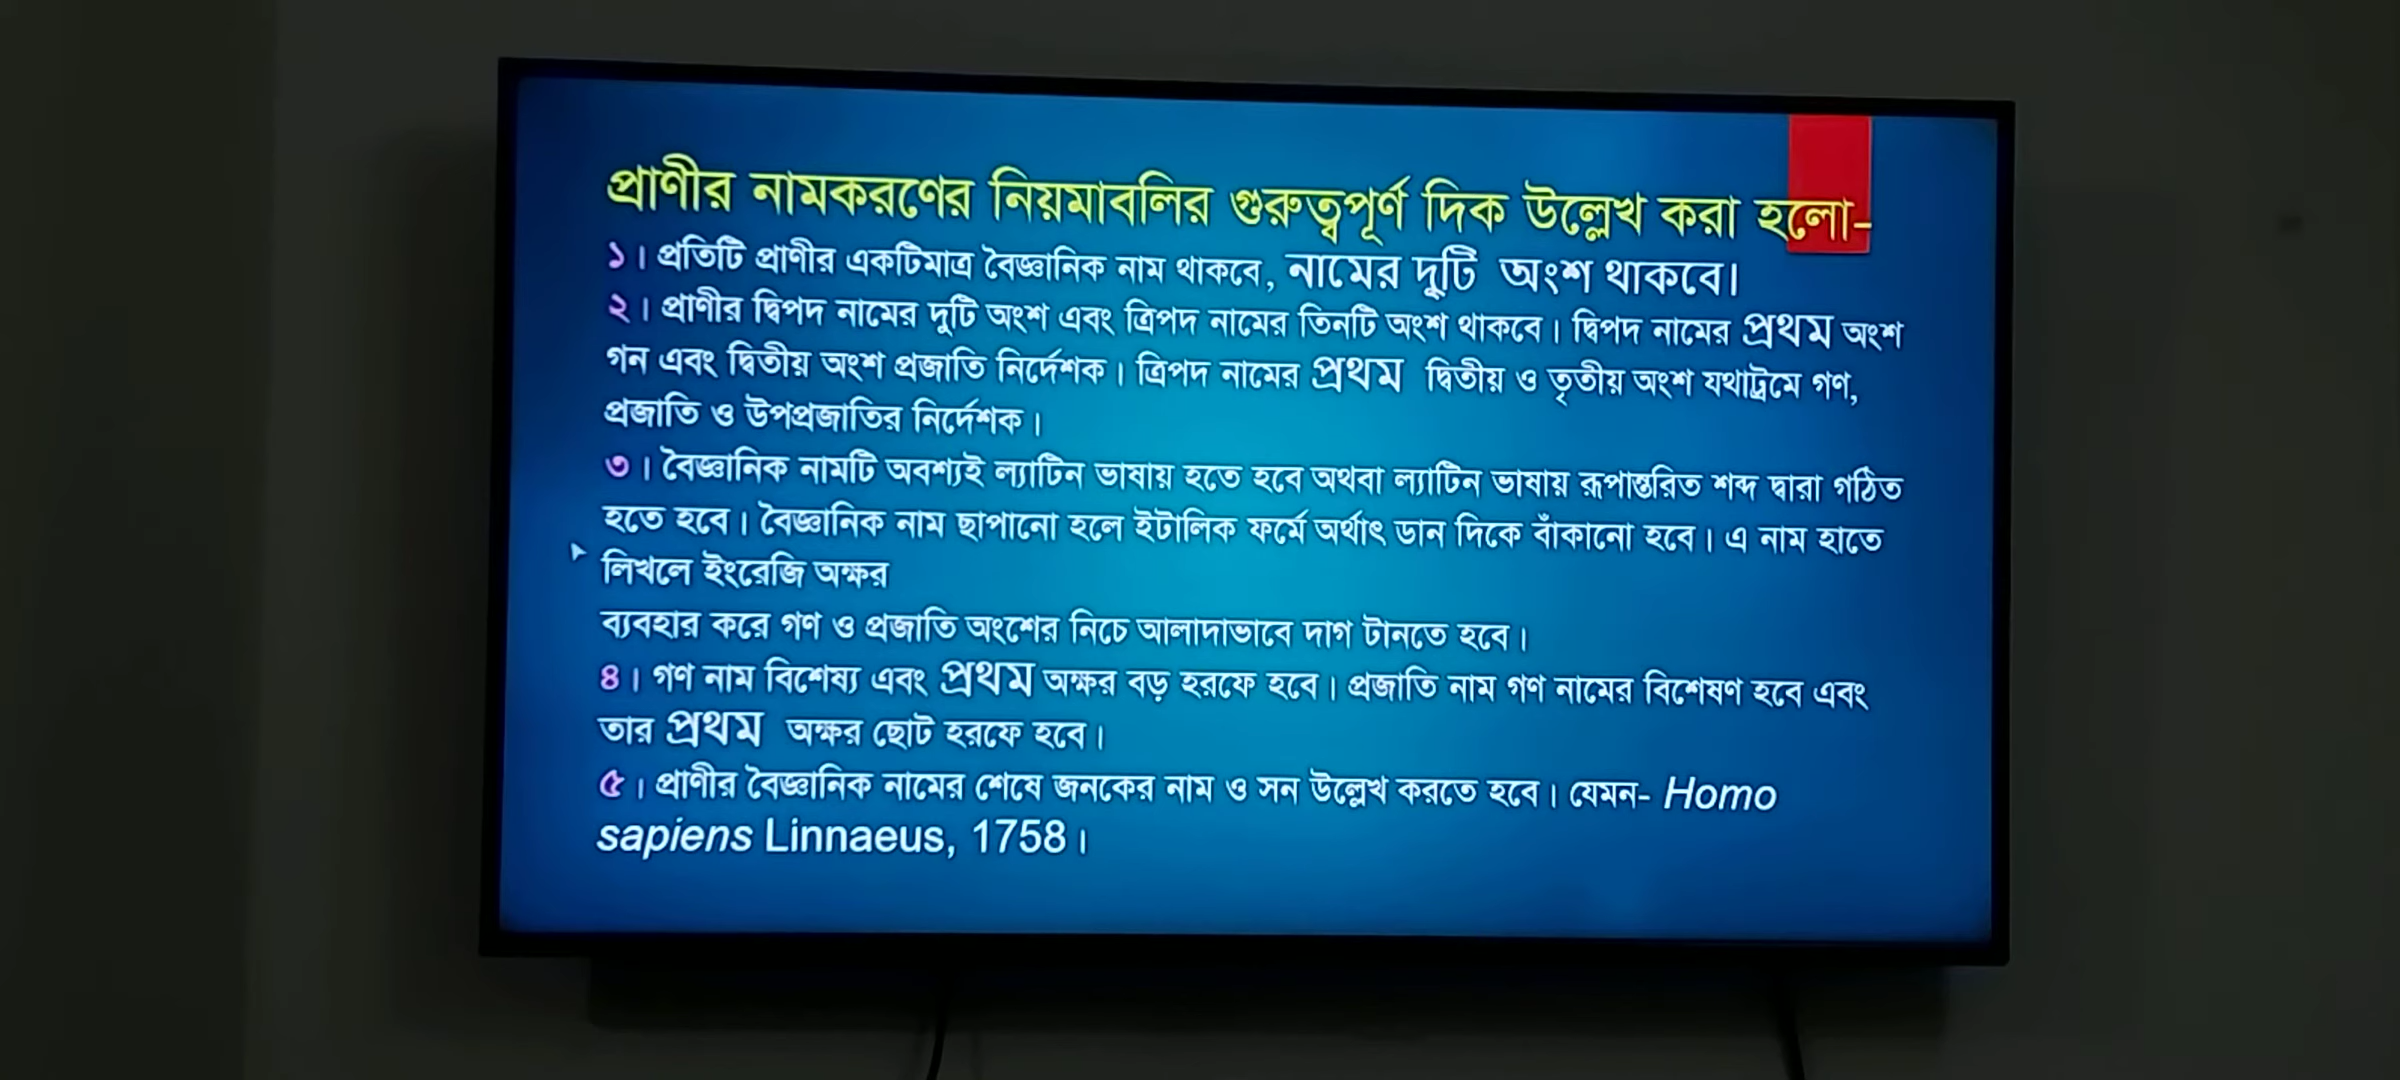 প্রাণীর নামকরণের নিয়মাবলির গুরুত্বপূর্ণ দিক উল্লেখ করা হলো-
১। প্রতিটি প্রাণীর একটিমাত্র বৈজ্ঞানিক নাম থাকবে, নামের দুটি অংশ থাকবে।
২। প্রাণীর দ্বিপদ নামের দুটি অংশ এবং ত্রিপদ নামের তিনটি অংশ থাকবে। দ্বিপদ নামের প্রথম অংশ
গন এবং দ্বিতীয় অংশ প্রজাতি নির্দেশক। ত্রিপদ নামের প্রথম দ্বিতীয় ও তৃতীয় অংশ যথাট্রমে গণ,
প্রজাতি ও উপপ্রজাতির নির্দেশক।
৩। বৈজ্ঞানিক নামটি অবশ্যই ল্যাটিন ভাষায় হতে হবে অথবা ল্যাটিন ভাষায় রূপান্তরিত শব্দ দ্বারা গঠিত
হতে হবে। বৈজ্ঞানিক নাম ছাপানো হলে ইটালিক ফর্মে অর্থাৎ ডান দিকে বাঁকানো হবে। এ নাম হাতে
লিখলে ইংরেজি অক্ষর
ব্যবহার করে গণ ও প্রজাতি অংশের নিচে আলাদাভাবে দাগ টানতে হবে।
৪। গণ নাম বিশেষ্য এবং প্রথম অক্ষর বড় হরফে হবে। প্রজাতি নাম গণ নামের বিশেষণ হবে এবং
তার প্রথম অক্ষর ছোট হরফে হবে।
৫। প্রাণীর বৈজ্ঞানিক নামের শেষে জনকের নাম ও সন উল্লেখ করতে হবে। যেমন- Homo
sapiens Linnaeus, 1758।